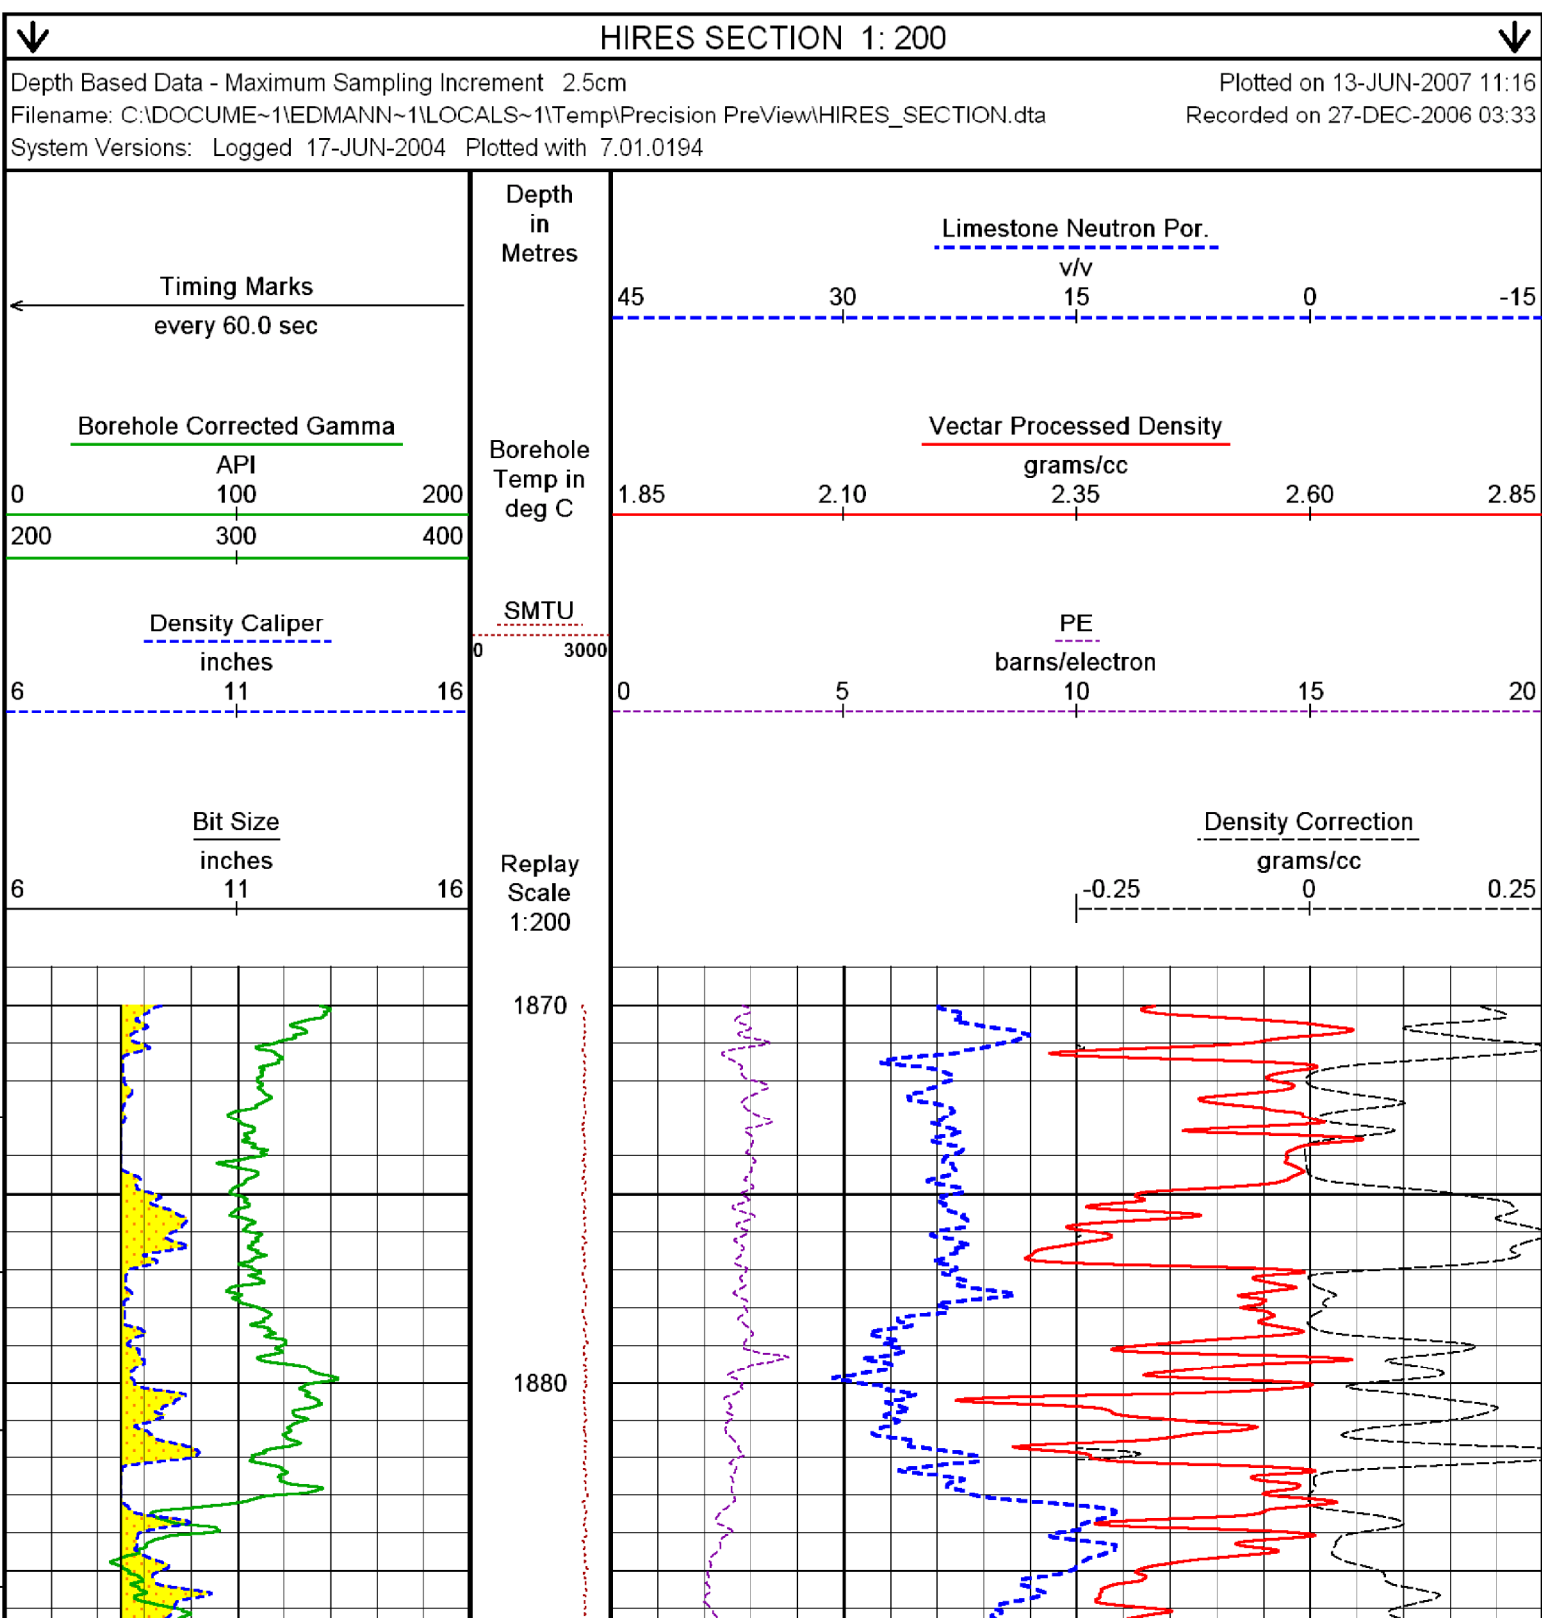 HIRES SECTION 1: 200
Depth Based Data - Maximum Sampling Increment 2.5cm
Plotted on 13-JUN-2007 11:16
Filename: C:\DOCUME~1\EDMANN~1\LOCALS~1\Temp\Precision PreView\HIRES_SECTION.dta
Recorded on 27-DEC-2006 03:33
System Versions: Logged 17-JUN-2004 Plotted with 7.01.0194
Timing Marks
every 60.0 sec
Borehole Corrected Gamma
API
0 100 200
200 300 400
Density Caliper
inches
6 11 16
Bit Size
inches
6 11 16
Depth
in
Metres
Borehole
Temp in
deg C
SMTU
0 3000
Replay
Scale
1:200
Limestone Neutron Por.
v/v
45 30 15 0 -15
Vectar Processed Density
grams/cc
1.85 2.10 2.35 2.60 2.85
PE
barns/electron
0 5 10 15 20
Density Correction
grams/cc
-0.25 0 0.25
1870
1880